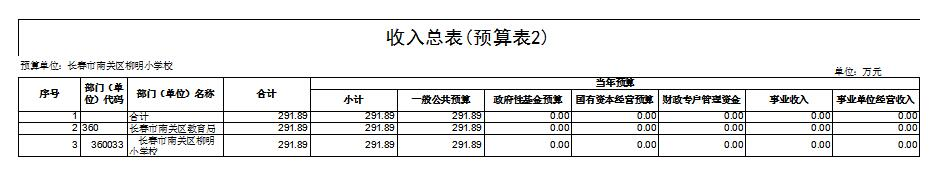 收入总表(预算表2)
预算单位：长春市南关区柳明小学校
单位：万元
序号 部门（单位）代码 部门（单位）名称 合计 当年预算
小计 一般公共预算 政府性基金预算 国有资本经营预算 财政专户管理资金 事业收入 事业单位经营收入
1 合计 291.89 291.89 291.89 0.00 0.00 0.00 0.00 0.00
2 360 长春市南关区教育局 291.89 291.89 291.89 0.00 0.00 0.00 0.00 0.00
3 360033 长春市南关区柳明小学校 291.89 291.89 291.89 0.00 0.00 0.00 0.00 0.00